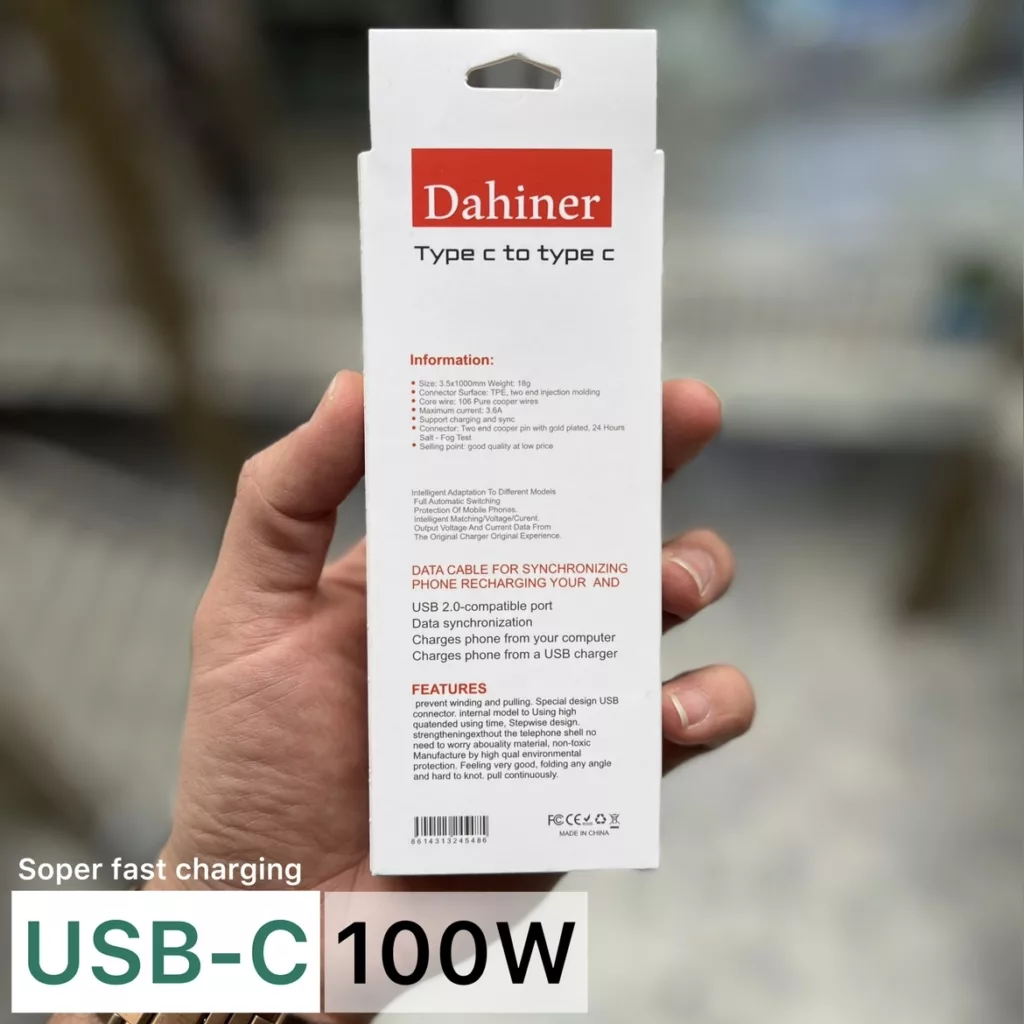 Dahiner
Type c to type c
Information:
• Size: 3.5x1000mm Weight: 18g
• Connector Surface: TPE, two end injection molding
• Core wire: 106 Pure cooper wires
• Maximum current: 3.6A
• Support charging and sync
• Connector: Two end cooper pin with gold plated, 24 Hours
Salt - Fog Test
• Selling point: good quality at low price
Intelligent Adaptation To Different Models
Full Automatic Switching
Protection Of Mobile Phones.
Intelligent Matching/Voltage/Curent.
Output Voltage And Current Data From
The Original Charger Original Experience.
DATA CABLE FOR SYNCHRONIZING
PHONE RECHARGING YOUR AND
USB 2.0-compatible port
Data synchronization
Charges phone from your computer
Charges phone from a USB charger
FEATURES
prevent winding and pulling. Special design USB
connector. internal model to Using high
quatended using time, Stepwise design.
strengtheningexthout the telephone shell no
need to worry abouality material, non-toxic
Manufacture by high qual environmental
protection. Feeling very good, folding any angle
and hard to knot. pull continuously.
8614313245486
FC CE
MADE IN CHINA
Soper fast charging
USB-C 100W